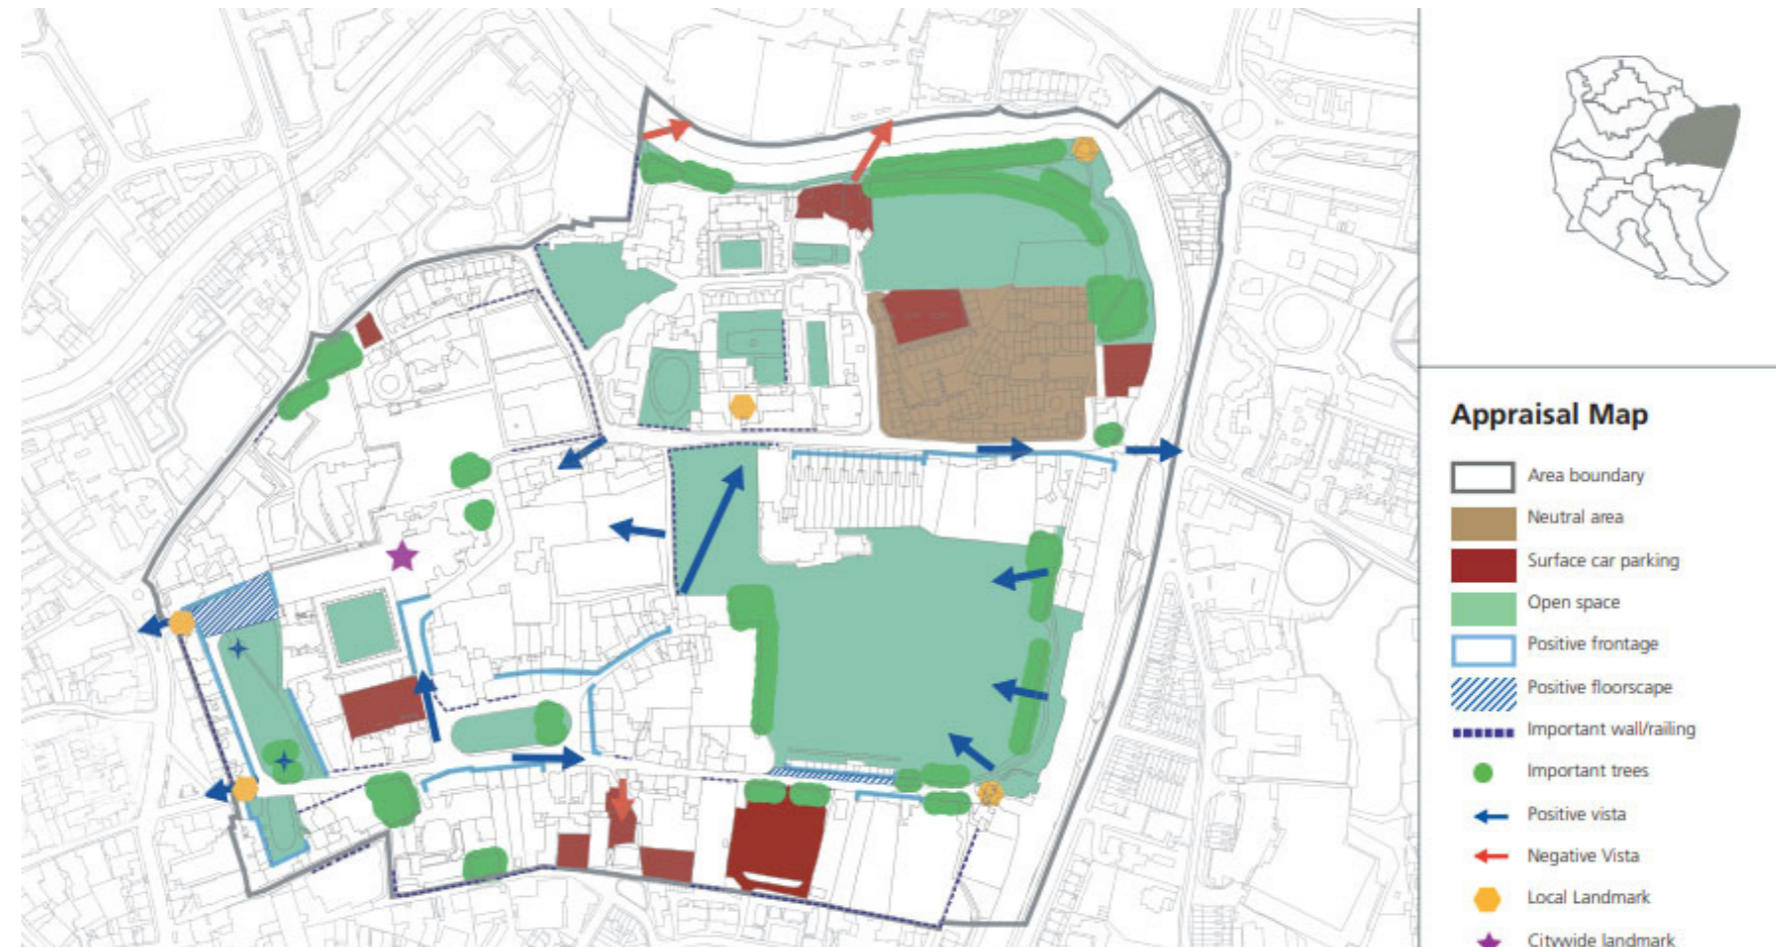 Appraisal Map
Area boundary
Neutral area
Surface car parking
Open space
Positive frontage
Positive floorscape
Important wall/railing
Important trees
Positive vista
Negative Vista
Local Landmark
Citywide landmark